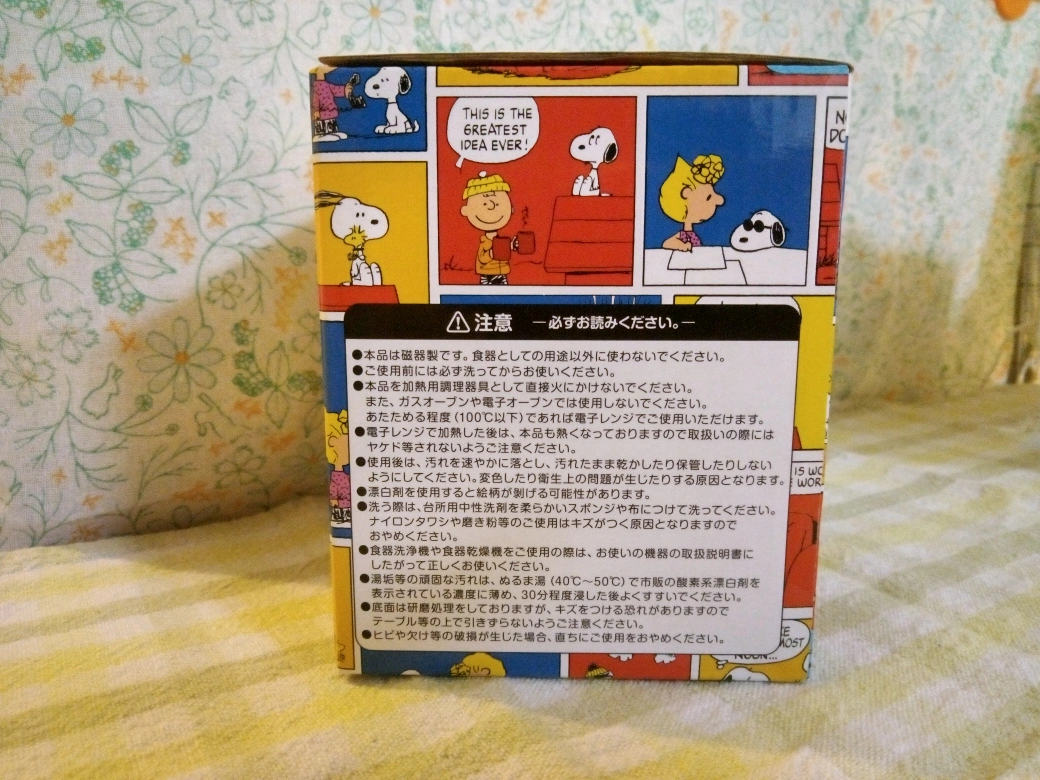 THIS IS THE
GREATEST
IDEA EVER!
注意 ―必ずお読みください。―
●本品は磁器製です。食器としての用途以外に使わないでください。
●ご使用前には必ず洗ってからお使いください。
●本品を加熱用調理器具として直接火にかけないでください。
また、ガスオーブンや電子オーブンでは使用しないでください。
あたためる程度(100℃以下)であれば電子レンジでご使用いただけます。
●電子レンジで加熱した後は、本品も熱くなっておりますので取扱いの際には
ヤケド等されないようご注意ください。
●使用後は、汚れを速やかに落とし、汚れたまま乾かしたり保管したりしない
ようにしてください。変色したり衛生上の問題が生じたりする原因となります。
●漂白剤を使用すると絵柄が剥げる可能性があります。
●洗う際は、台所用中性洗剤を柔らかいスポンジや布につけて洗ってください。
ナイロンタワシや磨き粉等のご使用はキズがつく原因となりますので
おやめください。
●食器洗浄機や食器乾燥機をご使用の際は、お使いの機器の取扱説明書に
したがって正しくお使いください。
●湯垢等の頑固な汚れは、ぬるま湯(40℃〜50℃)で市販の酸素系漂白剤を
表示されている濃度に薄め、30分程度浸した後よくすすいでください。
●底面は研磨処理をしておりますが、キズをつける恐れがありますので
テーブル等の上で引きずらないようご注意ください。
●ヒビや欠け等の破損が生じた場合、直ちにご使用をおやめください。
IS WO
WOR
MOST
NOON...